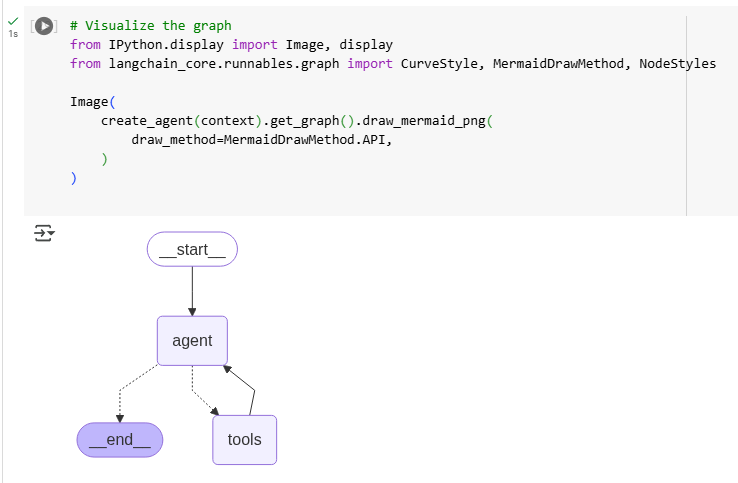 1s
# Visualize the graph
from IPython.display import Image, display
from langchain_core.runnables.graph import CurveStyle, MermaidDrawMethod, NodeStyles
Image(
    create_agent(context).get_graph().draw_mermaid_png(
        draw_method=MermaidDrawMethod.API,
    )
)
__start__
agent
__end__
tools